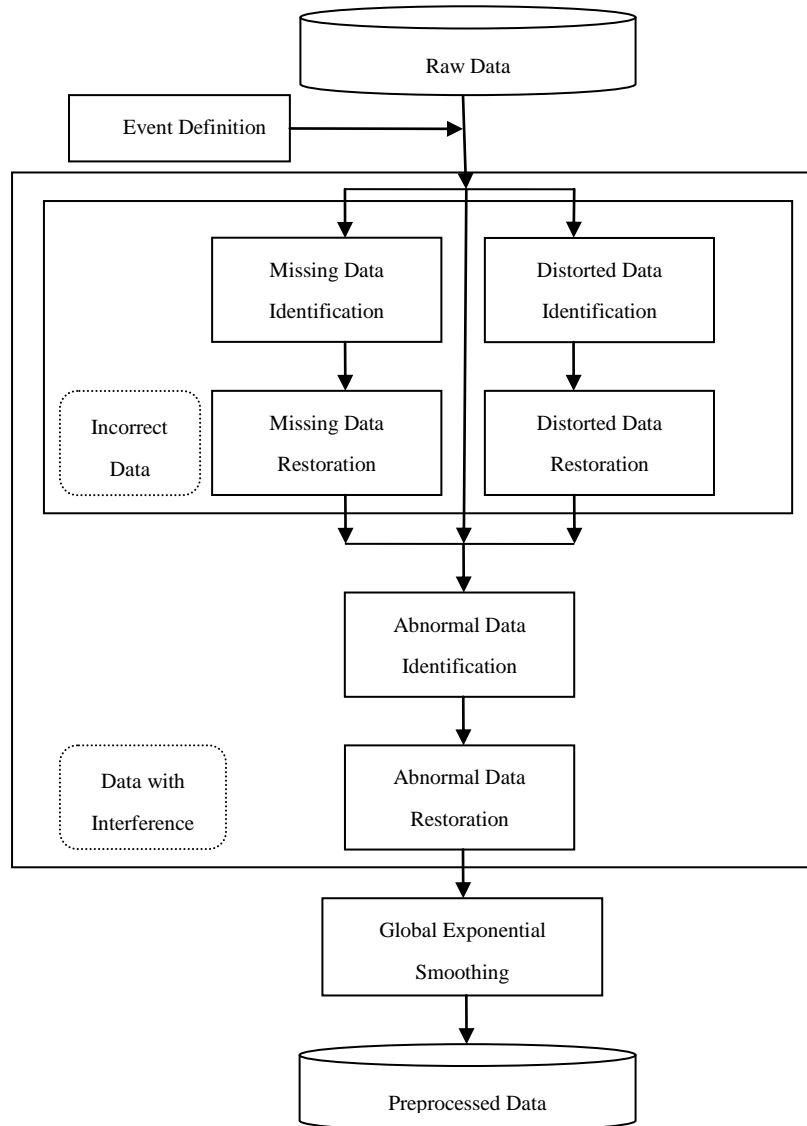 Raw Data
Event Definition
Missing Data
Identification
Distorted Data
Identification
Incorrect
Data
Missing Data
Restoration
Distorted Data
Restoration
Abnormal Data
Identification
Data with
Interference
Abnormal Data
Restoration
Global Exponential
Smoothing
Preprocessed Data